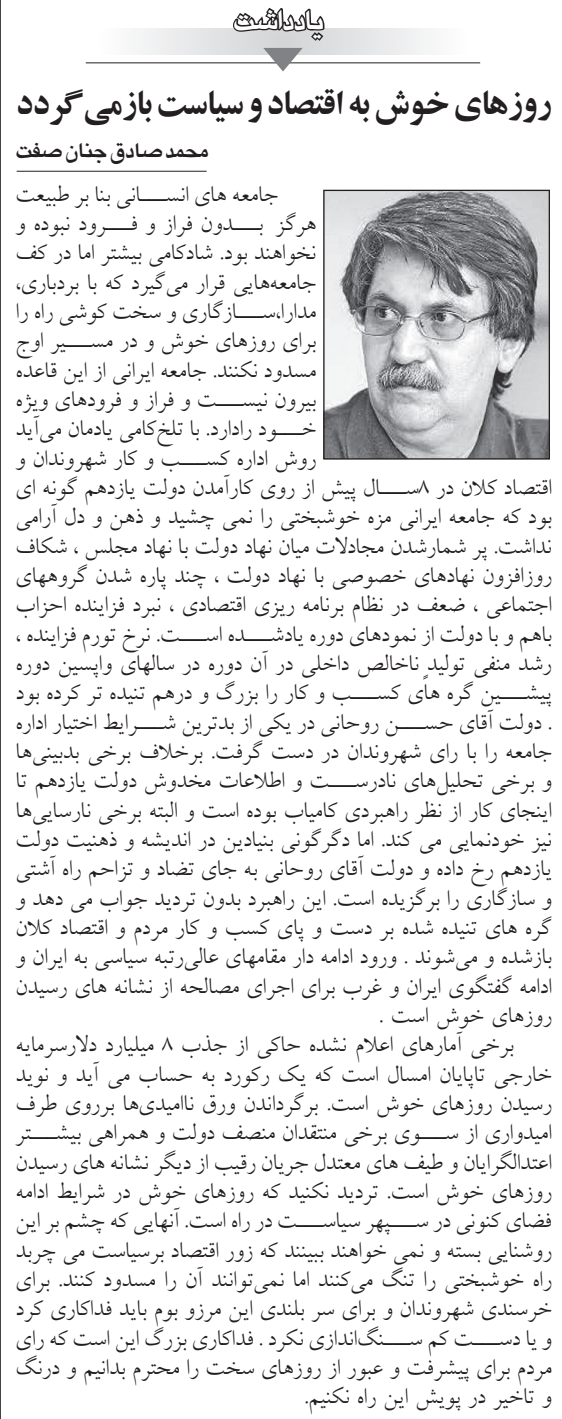 یادداشت
روزهای خوش به اقتصاد و سیاست بازمی گردد
محمد صادق جنان صفت
جامعه های انسانی بنا بر طبیعت
هرگز بدون فراز و فرود نبوده و
نخواهند بود. شادکامی بیشتر اما در کف
جامعه‌هایی قرار می‌گیرد که با بردباری،
مدارا،سازگاری و سخت کوشی راه را
برای روزهای خوش و در مسیر اوج
مسدود نکنند. جامعه ایرانی از این قاعده
بیرون نیست و فراز و فرودهای ویژه
خود رادارد. با تلخ‌کامی یادمان می‌آید
روش اداره کسب و کار شهروندان و
اقتصاد کلان در ۸سال پیش از روی کارآمدن دولت یازدهم گونه ای
بود که جامعه ایرانی مزه خوشبختی را نمی چشید و ذهن و دل آرامی
نداشت. پر شمارشدن مجادلات میان نهاد دولت با نهاد مجلس ، شکاف
روزافزون نهادهای خصوصی با نهاد دولت ، چند پاره شدن گروههای
اجتماعی ، ضعف در نظام برنامه ریزی اقتصادی ، نبرد فزاینده احزاب
باهم و با دولت از نمودهای دوره یادشده است. نرخ تورم فزاینده ،
رشد منفی تولید ناخالص داخلی در آن دوره در سالهای واپسین دوره
پیشین گره های کسب و کار را بزرگ و درهم تنیده تر کرده بود
. دولت آقای حسن روحانی در یکی از بدترین شرایط اختیار اداره
جامعه را با رای شهروندان در دست گرفت. برخلاف برخی بدبینی‌ها
و برخی تحلیل‌های نادرست و اطلاعات مخدوش دولت یازدهم تا
اینجای کار از نظر راهبردی کامیاب بوده است و البته برخی نارسایی‌ها
نیز خودنمایی می کند. اما دگرگونی بنیادین در اندیشه و ذهنیت دولت
یازدهم رخ داده و دولت آقای روحانی به جای تضاد و تزاحم راه آشتی
و سازگاری را برگزیده است. این راهبرد بدون تردید جواب می دهد و
گره های تنیده شده بر دست و پای کسب و کار مردم و اقتصاد کلان
بازشده و می‌شوند . ورود ادامه دار مقامهای عالی‌رتبه سیاسی به ایران و
ادامه گفتگوی ایران و غرب برای اجرای مصالحه از نشانه های رسیدن
روزهای خوش است .
برخی آمارهای اعلام نشده حاکی از جذب ۸ میلیارد دلارسرمایه
خارجی تاپایان امسال است که یک رکورد به حساب می آید و نوید
رسیدن روزهای خوش است. برگرداندن ورق ناامیدی‌ها برروی طرف
امیدواری از سوی برخی منتقدان منصف دولت و همراهی بیشتر
اعتدالگرایان و طیف های معتدل جریان رقیب از دیگر نشانه های رسیدن
روزهای خوش است. تردید نکنید که روزهای خوش در شرایط ادامه
فضای کنونی در سپهر سیاست در راه است. آنهایی که چشم بر این
روشنایی بسته و نمی خواهند ببینند که زور اقتصاد برسیاست می چربد
راه خوشبختی را تنگ می‌کنند اما نمی‌توانند آن را مسدود کنند. برای
خرسندی شهروندان و برای سر بلندی این مرزو بوم باید فداکاری کرد
و یا دست کم سنگ‌اندازی نکرد . فداکاری بزرگ این است که رای
مردم برای پیشرفت و عبور از روزهای سخت را محترم بدانیم و درنگ
و تاخیر در پویش این راه نکنیم.